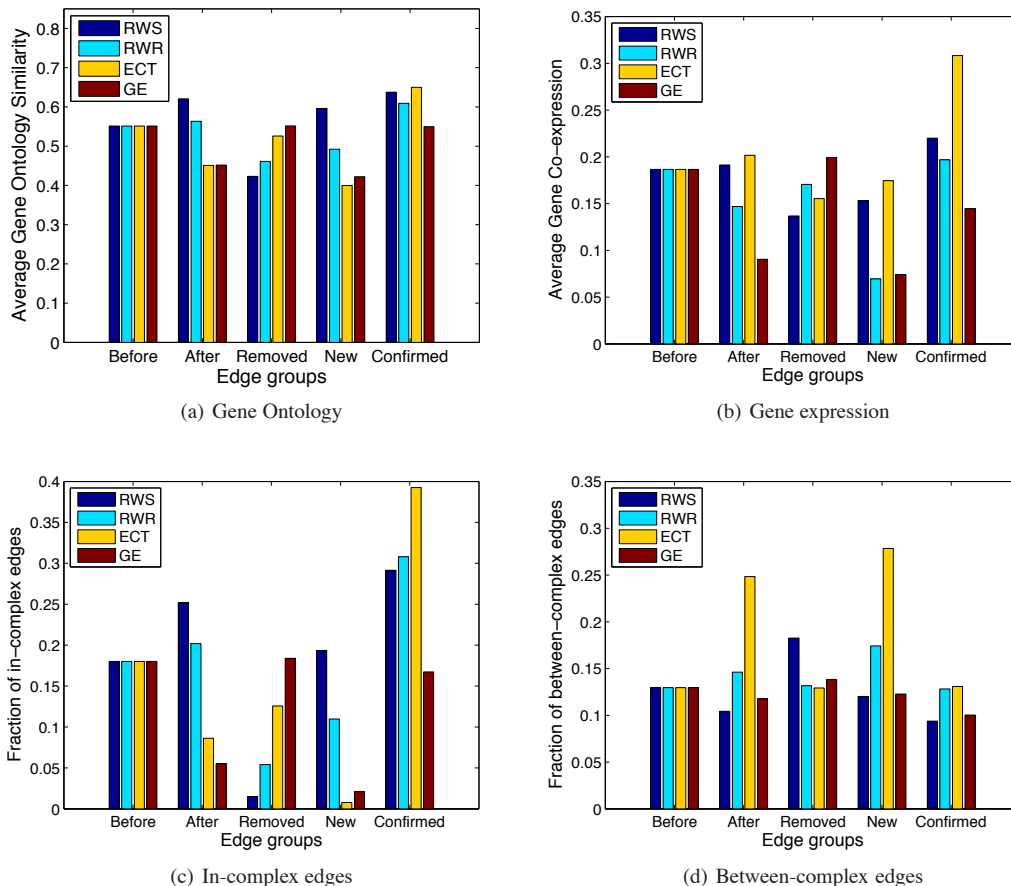 RWS
RWR
ECT
GE
Average Gene Ontology Similarity
0.8
0.7
0.6
0.5
0.4
0.3
0.2
0.1
0
Before After Removed New Confirmed
Edge groups
(a) Gene Ontology
RWS
RWR
ECT
GE
Average Gene Co-expression
0.35
0.3
0.25
0.2
0.15
0.1
0.05
0
Before After Removed New Confirmed
Edge groups
(b) Gene expression
RWS
RWR
ECT
GE
Fraction of in-complex edges
0.4
0.35
0.3
0.25
0.2
0.15
0.1
0.05
0
Before After Removed New Confirmed
Edge groups
(c) In-complex edges
RWS
RWR
ECT
GE
Fraction of between-complex edges
0.35
0.3
0.25
0.2
0.15
0.1
0.05
0
Before After Removed New Confirmed
Edge groups
(d) Between-complex edges